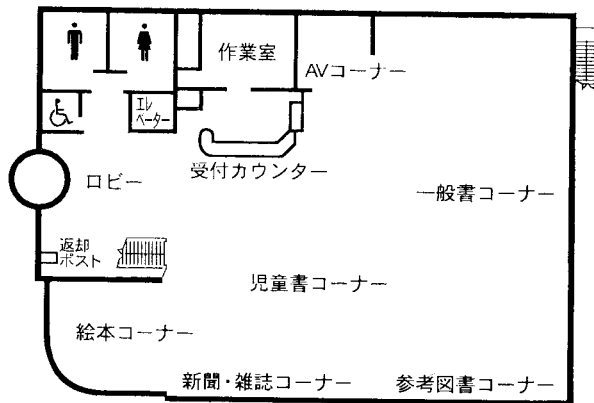 作業室
AVコーナー
エレ
ベーター
受付カウンター
ロビー
一般書コーナー
返却
ポスト
児童書コーナー
絵本コーナー
新聞・雑誌コーナー
参考図書コーナー